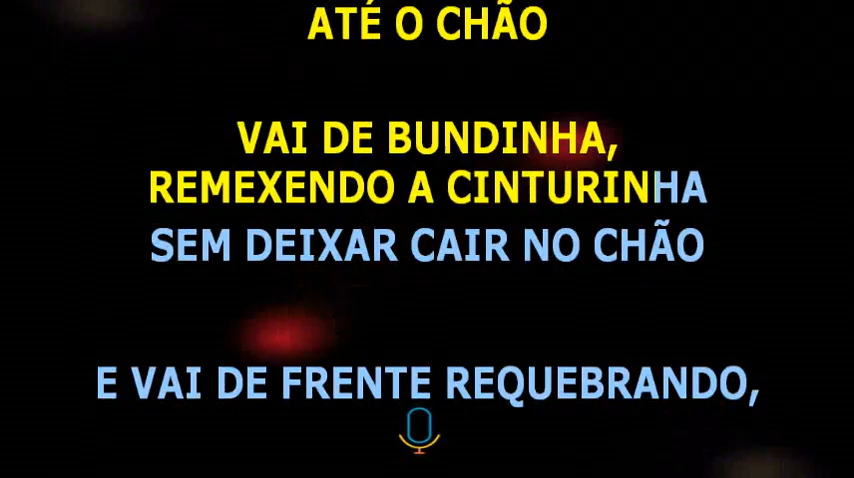 ATÉ O CHÃO
VAI DE BUNDINHA,
REMEXENDO A CINTURINHA
SEM DEIXAR CAIR NO CHÃO
E VAI DE FRENTE REQUEBRANDO,